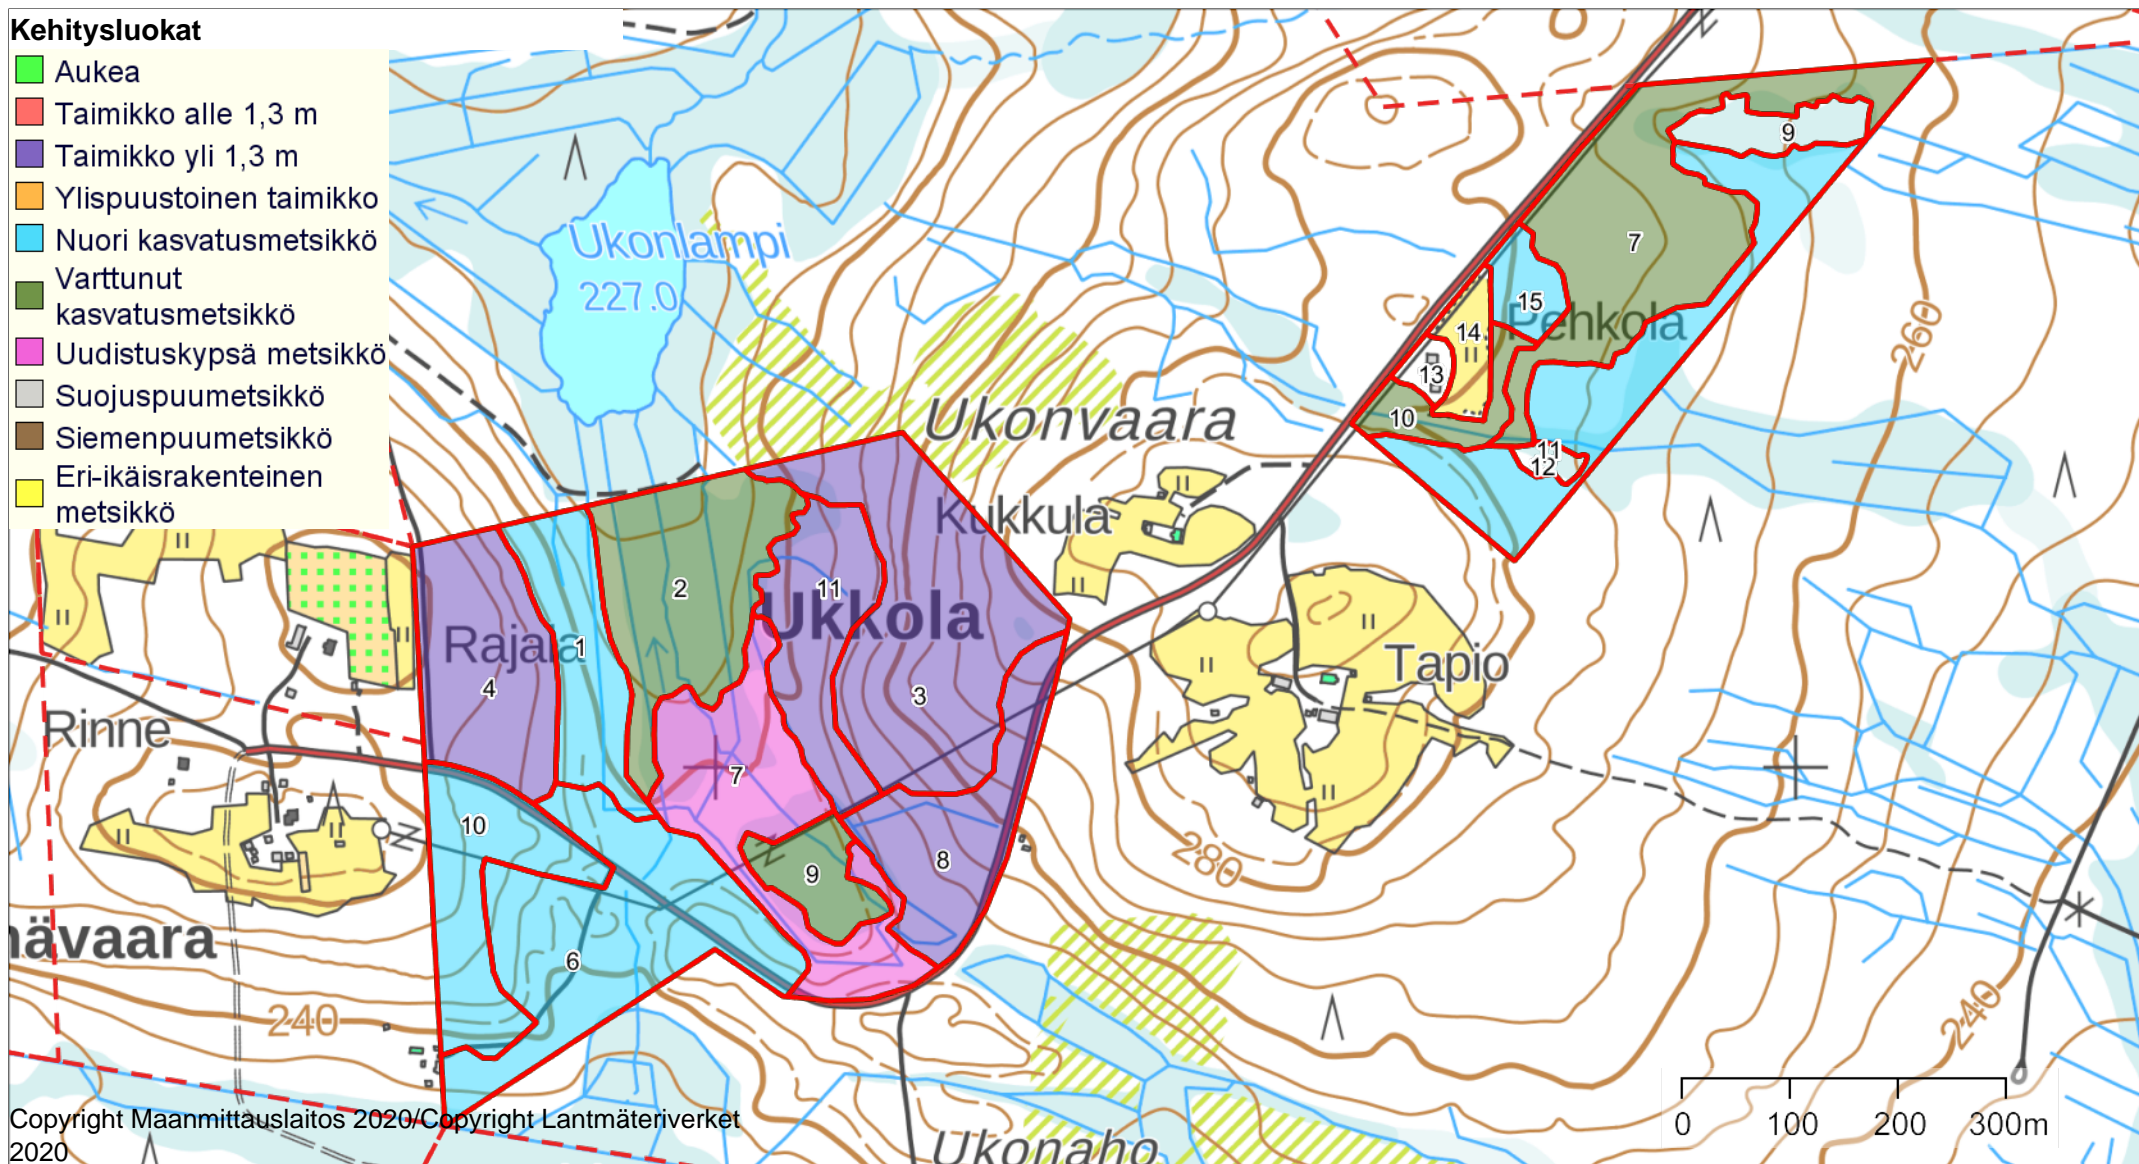 Kehitysluokat
Aukea
Taimikko alle 1,3 m
Taimikko yli 1,3 m
Ylispuustoinen taimikko
Nuori kasvatusmetsikkö
Varttunut
kasvatusmetsikkö
Uudistuskypsä metsikkö
Suojuspuumetsikkö
Siemenpuumetsikkö
Eri-ikäisrakenteinen
metsikkö
Ukonlampi
227.0
9
7
15
Pehkola
14
13
10
11
12
260
Ukonvaara
Kukkula
2
11
Ukkola
1
Rajala
4
3
Tapio
Rinne
7
10
8
9
280
6
nävaara
240
240
Ukonaho
0 100 200 300m
Copyright Maanmittauslaitos 2020/Copyright Lantmäteriverket
2020